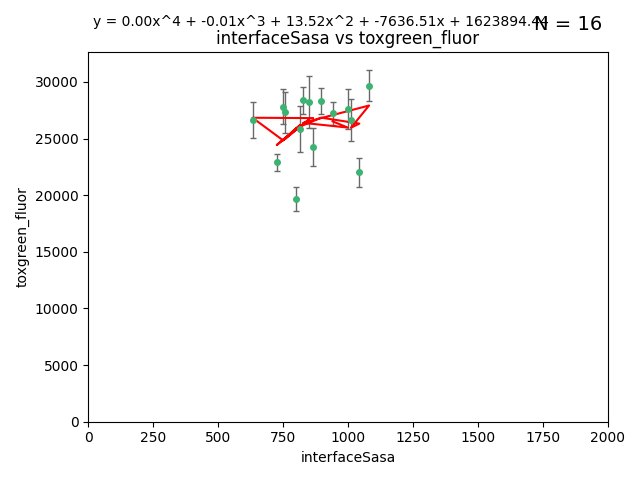 y = 0.00x^4 + -0.01x^3 + 13.52x^2 + -7636.51x + 1623894.44
N = 16
interfaceSasa vs toxgreen_fluor
30000
25000
20000
15000
10000
5000
0
toxgreen_fluor
0 250 500 750 1000 1250 1500 1750 2000
interfaceSasa